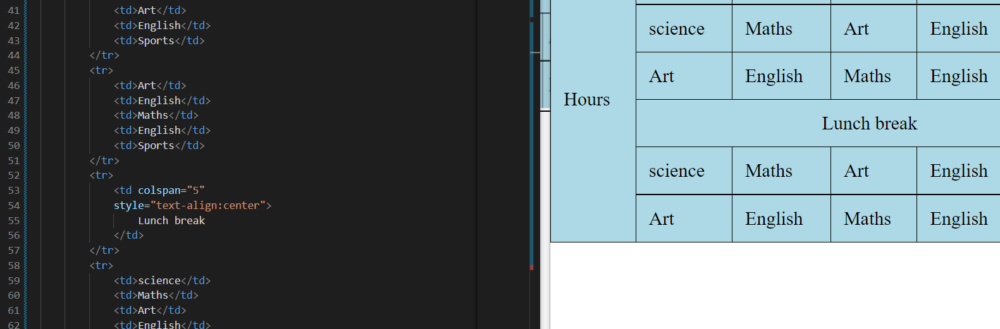 41 <td>Art</td>
42 <td>English</td>
43 <td>Sports</td>
44 </tr>
45 <tr>
46 <td>Art</td>
47 <td>English</td>
48 <td>Maths</td>
49 <td>English</td>
50 <td>Sports</td>
51 </tr>
52 <tr>
53 <td colspan="5"
54 style="text-align:center">
55 Lunch break
56 </td>
57 </tr>
58 <tr>
59 <td>science</td>
60 <td>Maths</td>
61 <td>Art</td>
62 <td>English</td>
science Maths Art English
Art English Maths English
Hours
Lunch break
science Maths Art English
Art English Maths English